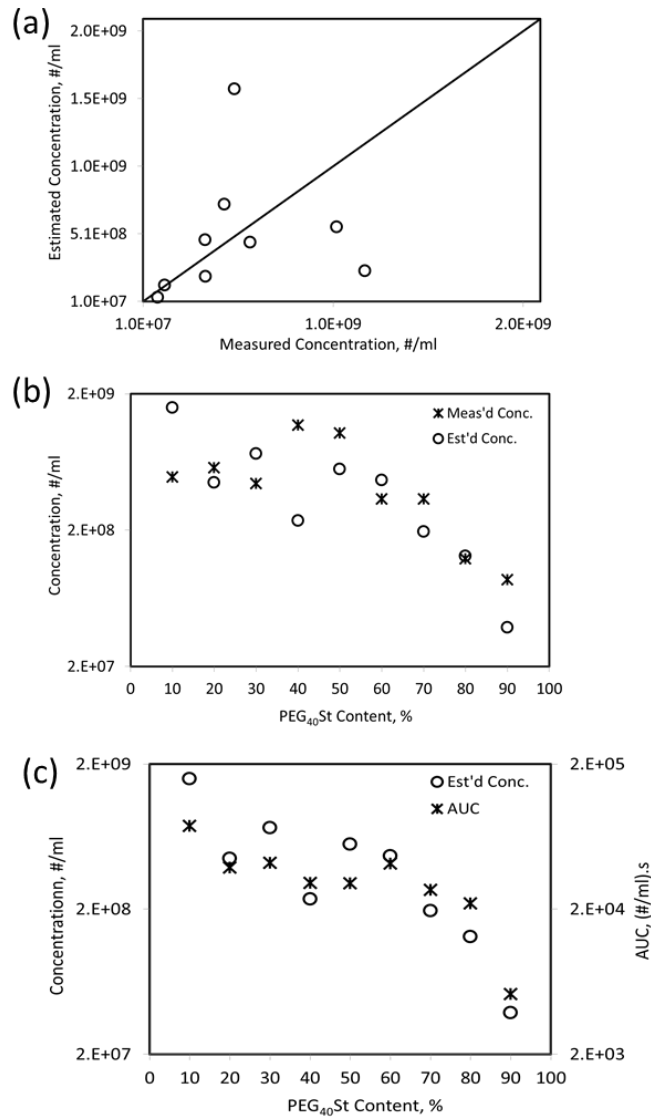 (a)
2.0E+09
1.5E+09
1.0E+09
5.1E+08
1.0E+07
Estimated Concentration, #/ml
1.0E+07 1.0E+09 2.0E+09
Measured Concentration, #/ml
(b)
2.E+09
2.E+08
2.E+07
Concentration, #/ml
Meas'd Conc.
Est'd Conc.
0 10 20 30 40 50 60 70 80 90 100
PEG40St Content, %
(c)
2.E+09
2.E+08
2.E+07
Concentrationn, #/ml
Est'd Conc.
AUC
2.E+05
2.E+04
2.E+03
AUC, (#/ml).s
0 10 20 30 40 50 60 70 80 90 100
PEG40St Content, %